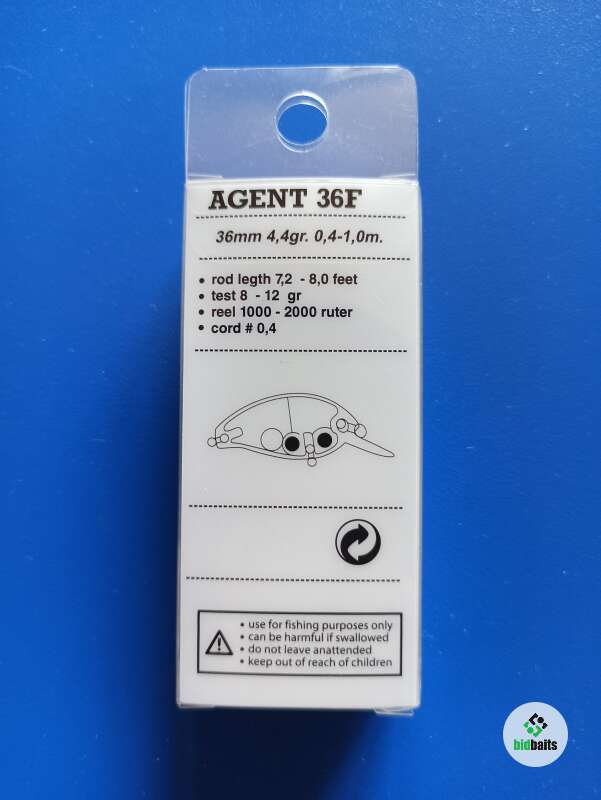 AGENT 36F
36mm 4,4gr. 0,4-1,0m.
• rod legth 7,2 - 8,0 feet
• test 8 - 12 gr
• reel 1000 - 2000 ruter
• cord # 0,4
• use for fishing purposes only
• can be harmful if swallowed
• do not leave anattended
• keep out of reach of children
bidbaits